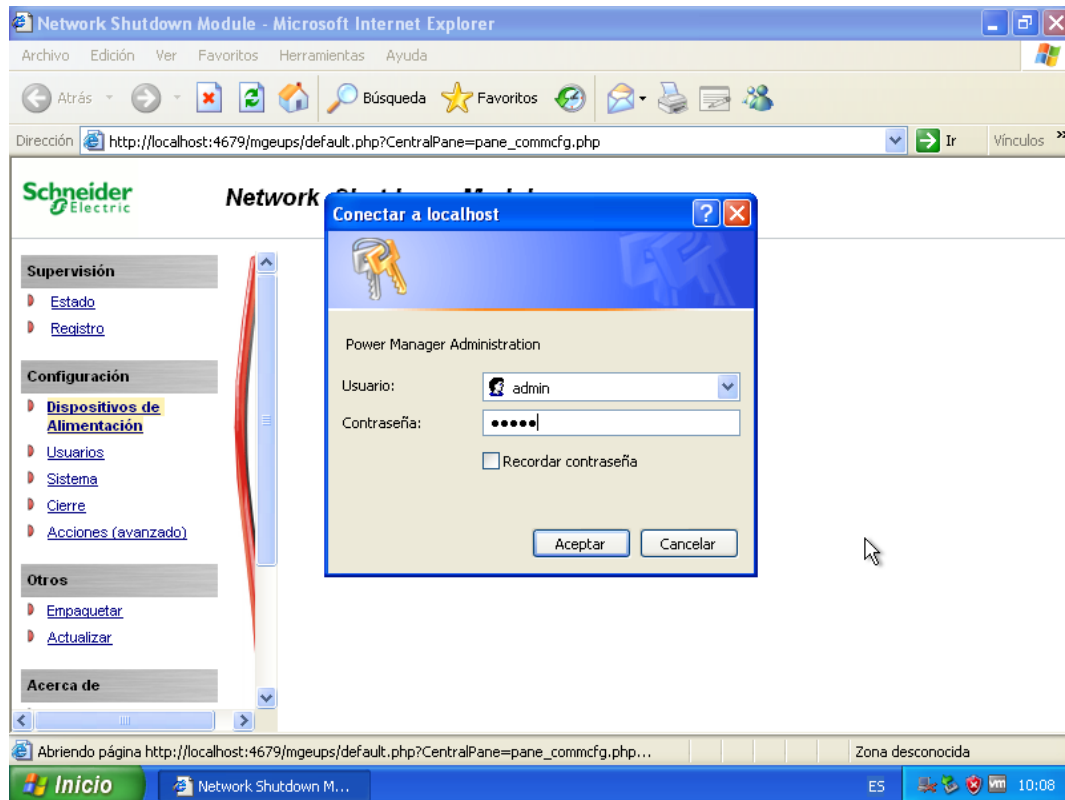 Network Shutdown Module - Microsoft Internet Explorer
Archivo Edición Ver Favoritos Herramientas Ayuda
Atrás Búsqueda Favoritos
Dirección http://localhost:4679/mgeups/default.php?CentralPane=pane_commcfg.php Ir Vínculos »
Schneider
Electric
Network
Conectar a localhost
Power Manager Administration
Usuario: admin
Contraseña: •••••
Recordar contraseña
Aceptar Cancelar
Supervisión
Estado
Registro
Configuración
Dispositivos de
Alimentación
Usuarios
Sistema
Cierre
Acciones (avanzado)
Otros
Empaquetar
Actualizar
Acerca de
Abriendo página http://localhost:4679/mgeups/default.php?CentralPane=pane_commcfg.php... Zona desconocida
Inicio Network Shutdown M... ES vm 10:08